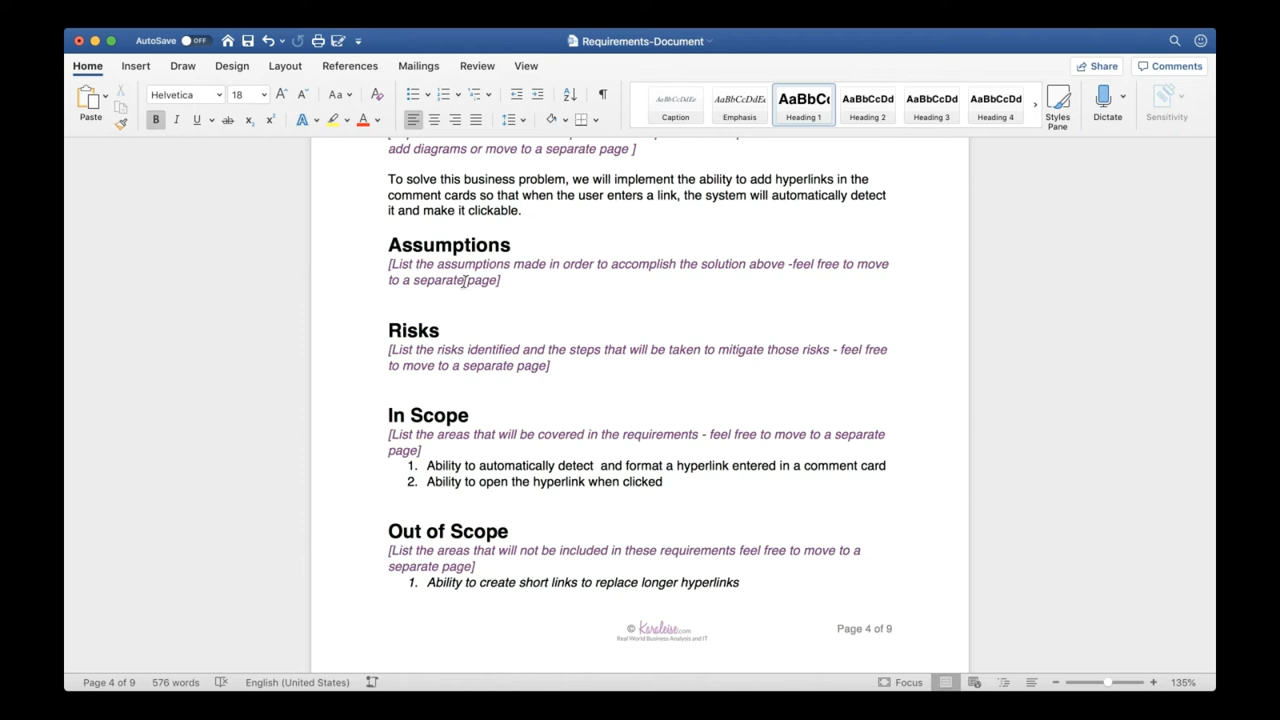 AutoSave OFF
Requirements-Document
Home Insert Draw Design Layout References Mailings Review View Share Comments
Paste
Helvetica 18 Aa
AaBbCcDdEe AaBbCcDdEe AaBbCc AaBbCcDd AaBbCcDd AaBbCcDd
Caption Emphasis Heading 1 Heading 2 Heading 3 Heading 4 Styles Pane Dictate Sensitivity
add diagrams or move to a separate page ]
To solve this business problem, we will implement the ability to add hyperlinks in the
comment cards so that when the user enters a link, the system will automatically detect
it and make it clickable.
Assumptions
[List the assumptions made in order to accomplish the solution above -feel free to move
to a separate page]
Risks
[List the risks identified and the steps that will be taken to mitigate those risks - feel free
to move to a separate page]
In Scope
[List the areas that will be covered in the requirements - feel free to move to a separate
page]
1. Ability to automatically detect  and format a hyperlink entered in a comment card
2. Ability to open the hyperlink when clicked
Out of Scope
[List the areas that will not be included in these requirements feel free to move to a
separate page]
1. Ability to create short links to replace longer hyperlinks
© Karaleise.com
Real World Business Analysis and IT
Page 4 of 9
Page 4 of 9 576 words English (United States) Focus 135%